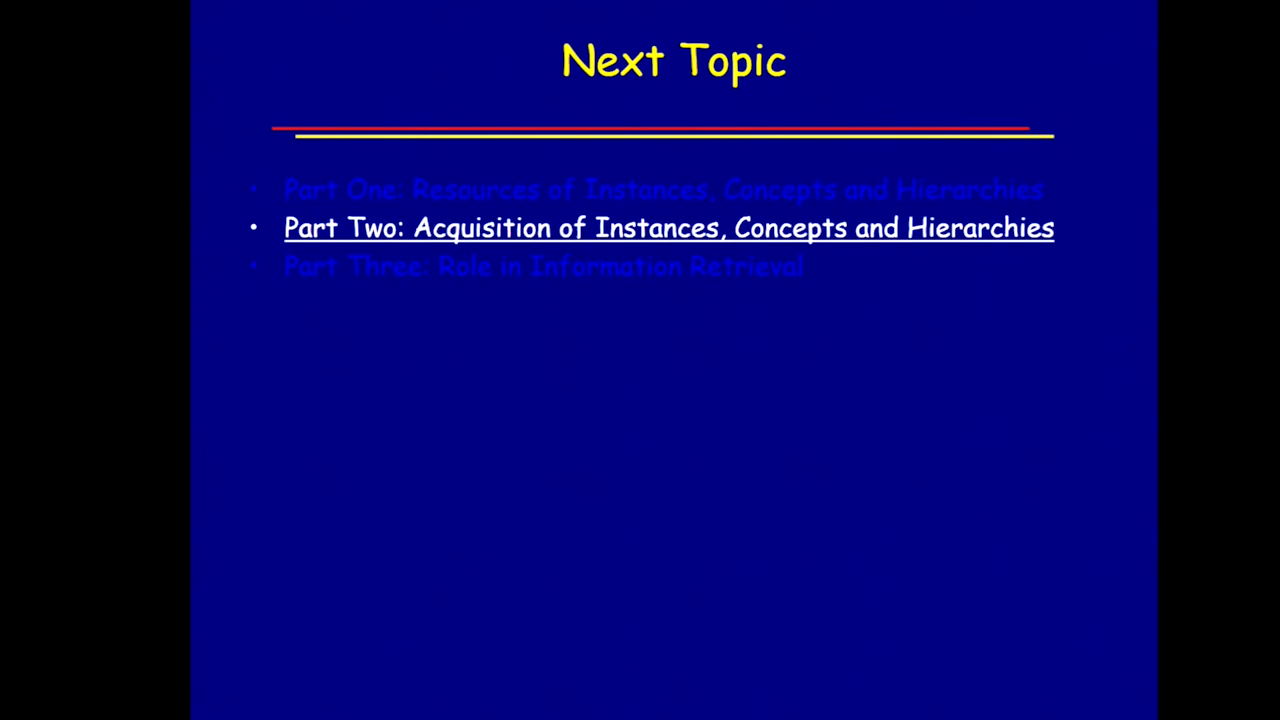 Next Topic
• Part One: Resources of Instances, Concepts and Hierarchies
• Part Two: Acquisition of Instances, Concepts and Hierarchies
• Part Three: Role in Information Retrieval